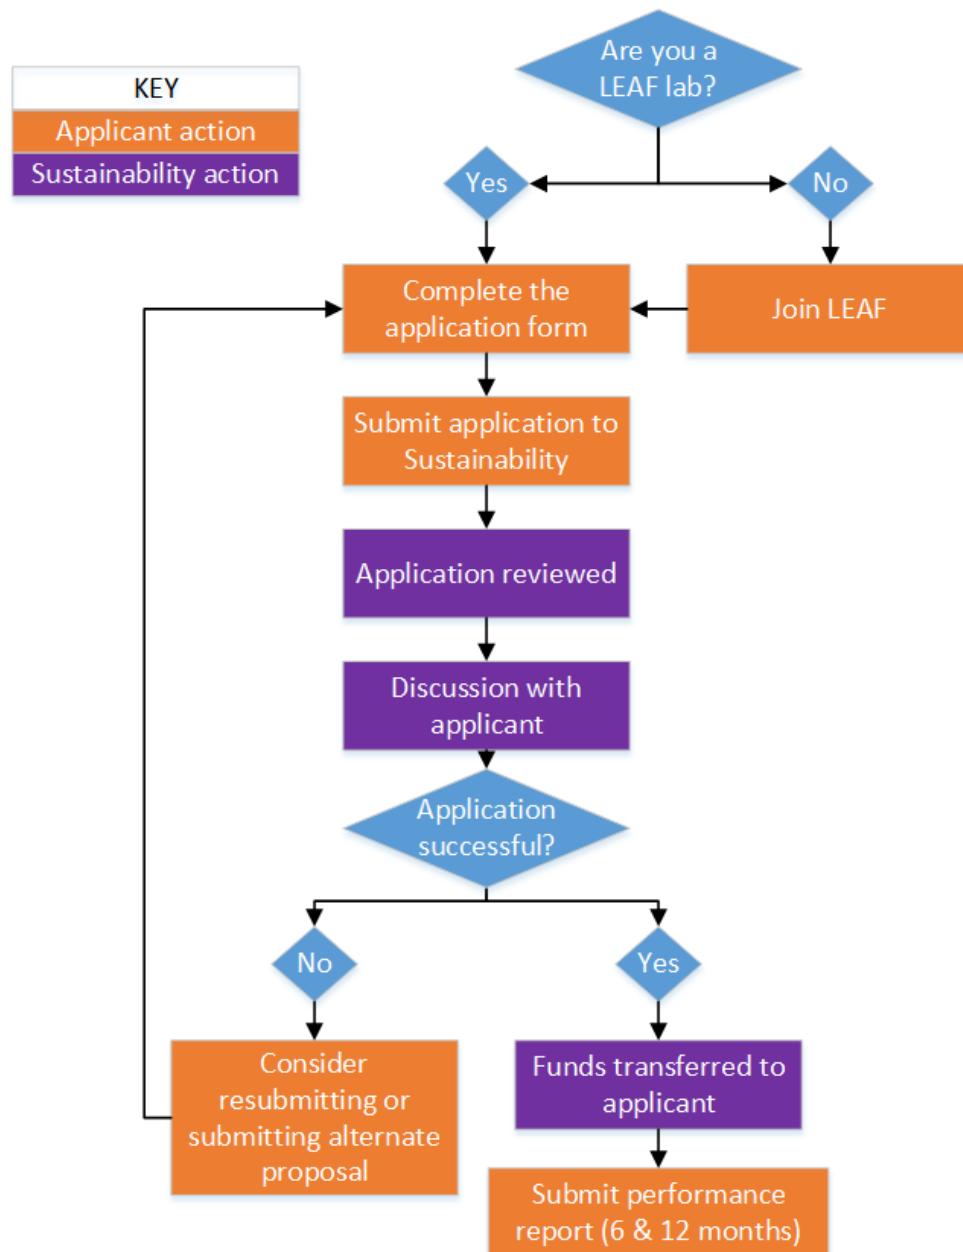 Are you a
LEAF lab?
KEY
Applicant action
Sustainability action
Yes
No
Complete the
application form
Join LEAF
Submit application to
Sustainability
Application reviewed
Discussion with
applicant
Application
successful?
No
Yes
Consider
resubmitting or
submitting alternate
proposal
Funds transferred to
applicant
Submit performance
report (6 & 12 months)